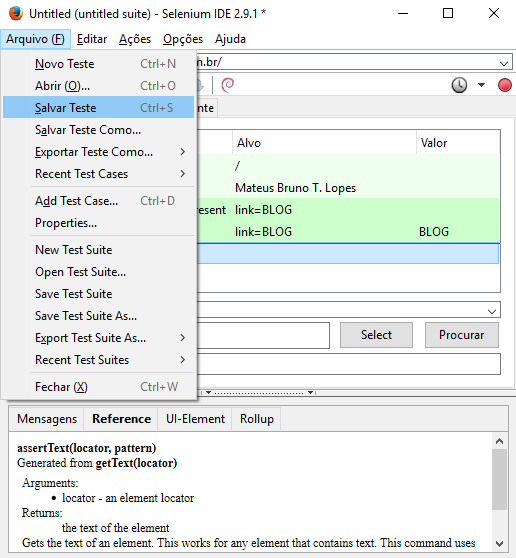 Untitled (untitled suite) - Selenium IDE 2.9.1 *
Arquivo (F) Editar Ações Opções Ajuda
Novo Teste Ctrl+N
Abrir (O)... Ctrl+O
Salvar Teste Ctrl+S
Salvar Teste Como...
Exportar Teste Como...
Recent Test Cases
Add Test Case... Ctrl+D
Properties...
New Test Suite
Open Test Suite...
Save Test Suite
Save Test Suite As...
Export Test Suite As...
Recent Test Suites
Fechar (X) Ctrl+W
m.br/
nte
Alvo Valor
/
Mateus Bruno T. Lopes
resent link=BLOG
link=BLOG BLOG
Select Procurar
Mensagens Reference UI-Element Rollup
assertText(locator, pattern)
Generated from getText(locator)
Arguments:
• locator - an element locator
Returns:
the text of the element
Gets the text of an element. This works for any element that contains text. This command uses